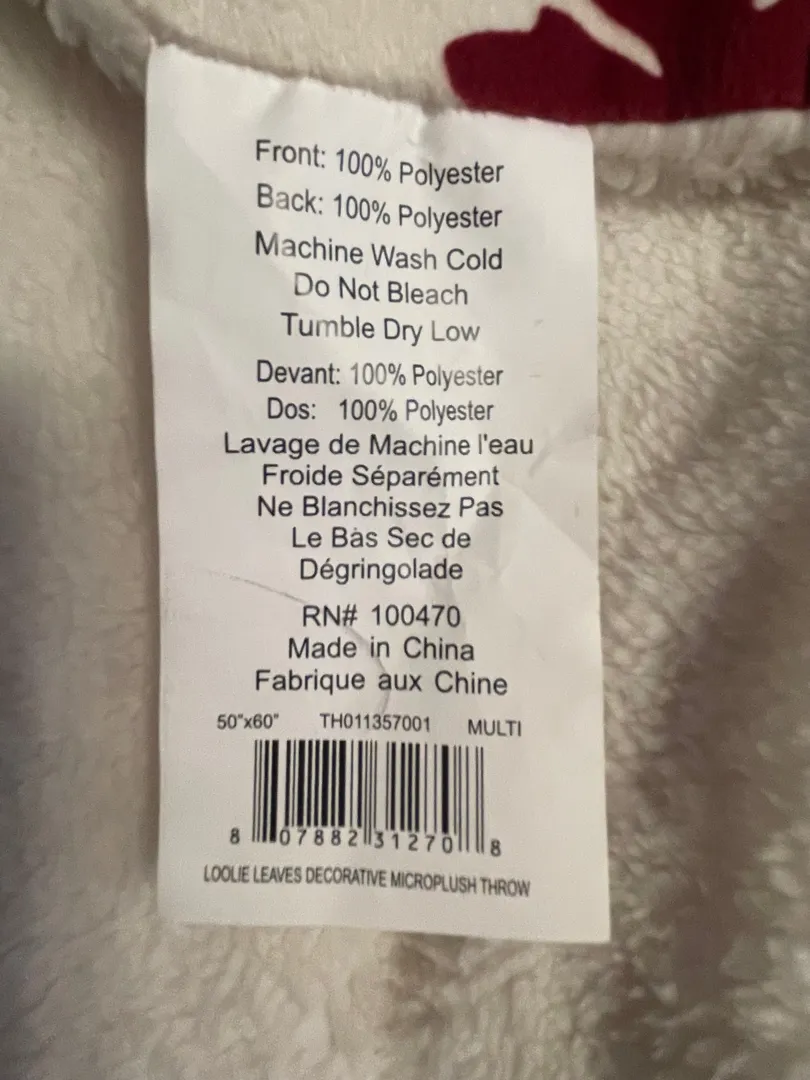 Front: 100% Polyester
Back: 100% Polyester
Machine Wash Cold
Do Not Bleach
Tumble Dry Low
Devant: 100% Polyester
Dos: 100% Polyester
Lavage de Machine l'eau
Froide Séparément
Ne Blanchissez Pas
Le Bàs Sec de
Dégringolade
RN# 100470
Made in China
Fabrique aux Chine
50"x60" TH011357001 MULTI
8 07882 31270 8
LOOLIE LEAVES DECORATIVE MICROPLUSH THROW